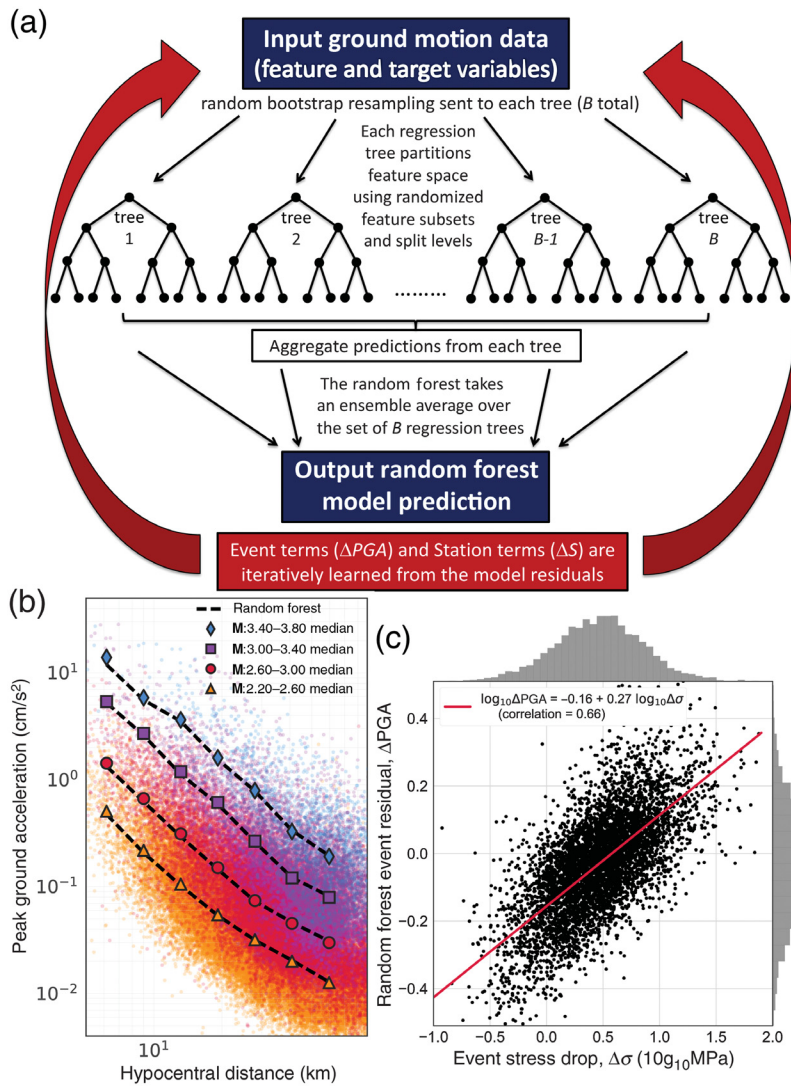 (a)
Input ground motion data
(feature and target variables)
random bootstrap resampling sent to each tree (B total)
Each regression
tree partitions
feature space
using randomized
feature subsets
and split levels
tree
1
tree
2
tree
B-1
tree
B
.........
Aggregate predictions from each tree
The random forest takes
an ensemble average over
the set of B regression trees
Output random forest
model prediction
Event terms (ΔPGA) and Station terms (ΔS) are
iteratively learned from the model residuals
(b)
Random forest
M:3.40–3.80 median
M:3.00–3.40 median
M:2.60–3.00 median
M:2.20–2.60 median
10¹
10⁰
10⁻¹
10⁻²
Peak ground acceleration (cm/s²)
10¹
Hypocentral distance (km)
(c)
log₁₀ΔPGA = −0.16 + 0.27 log₁₀Δσ
(correlation = 0.66)
0.4
0.2
0.0
−0.2
−0.4
Random forest event residual, ΔPGA
−1.0 −0.5 0.0 0.5 1.0 1.5 2.0
Event stress drop, Δσ (10g₁₀MPa)